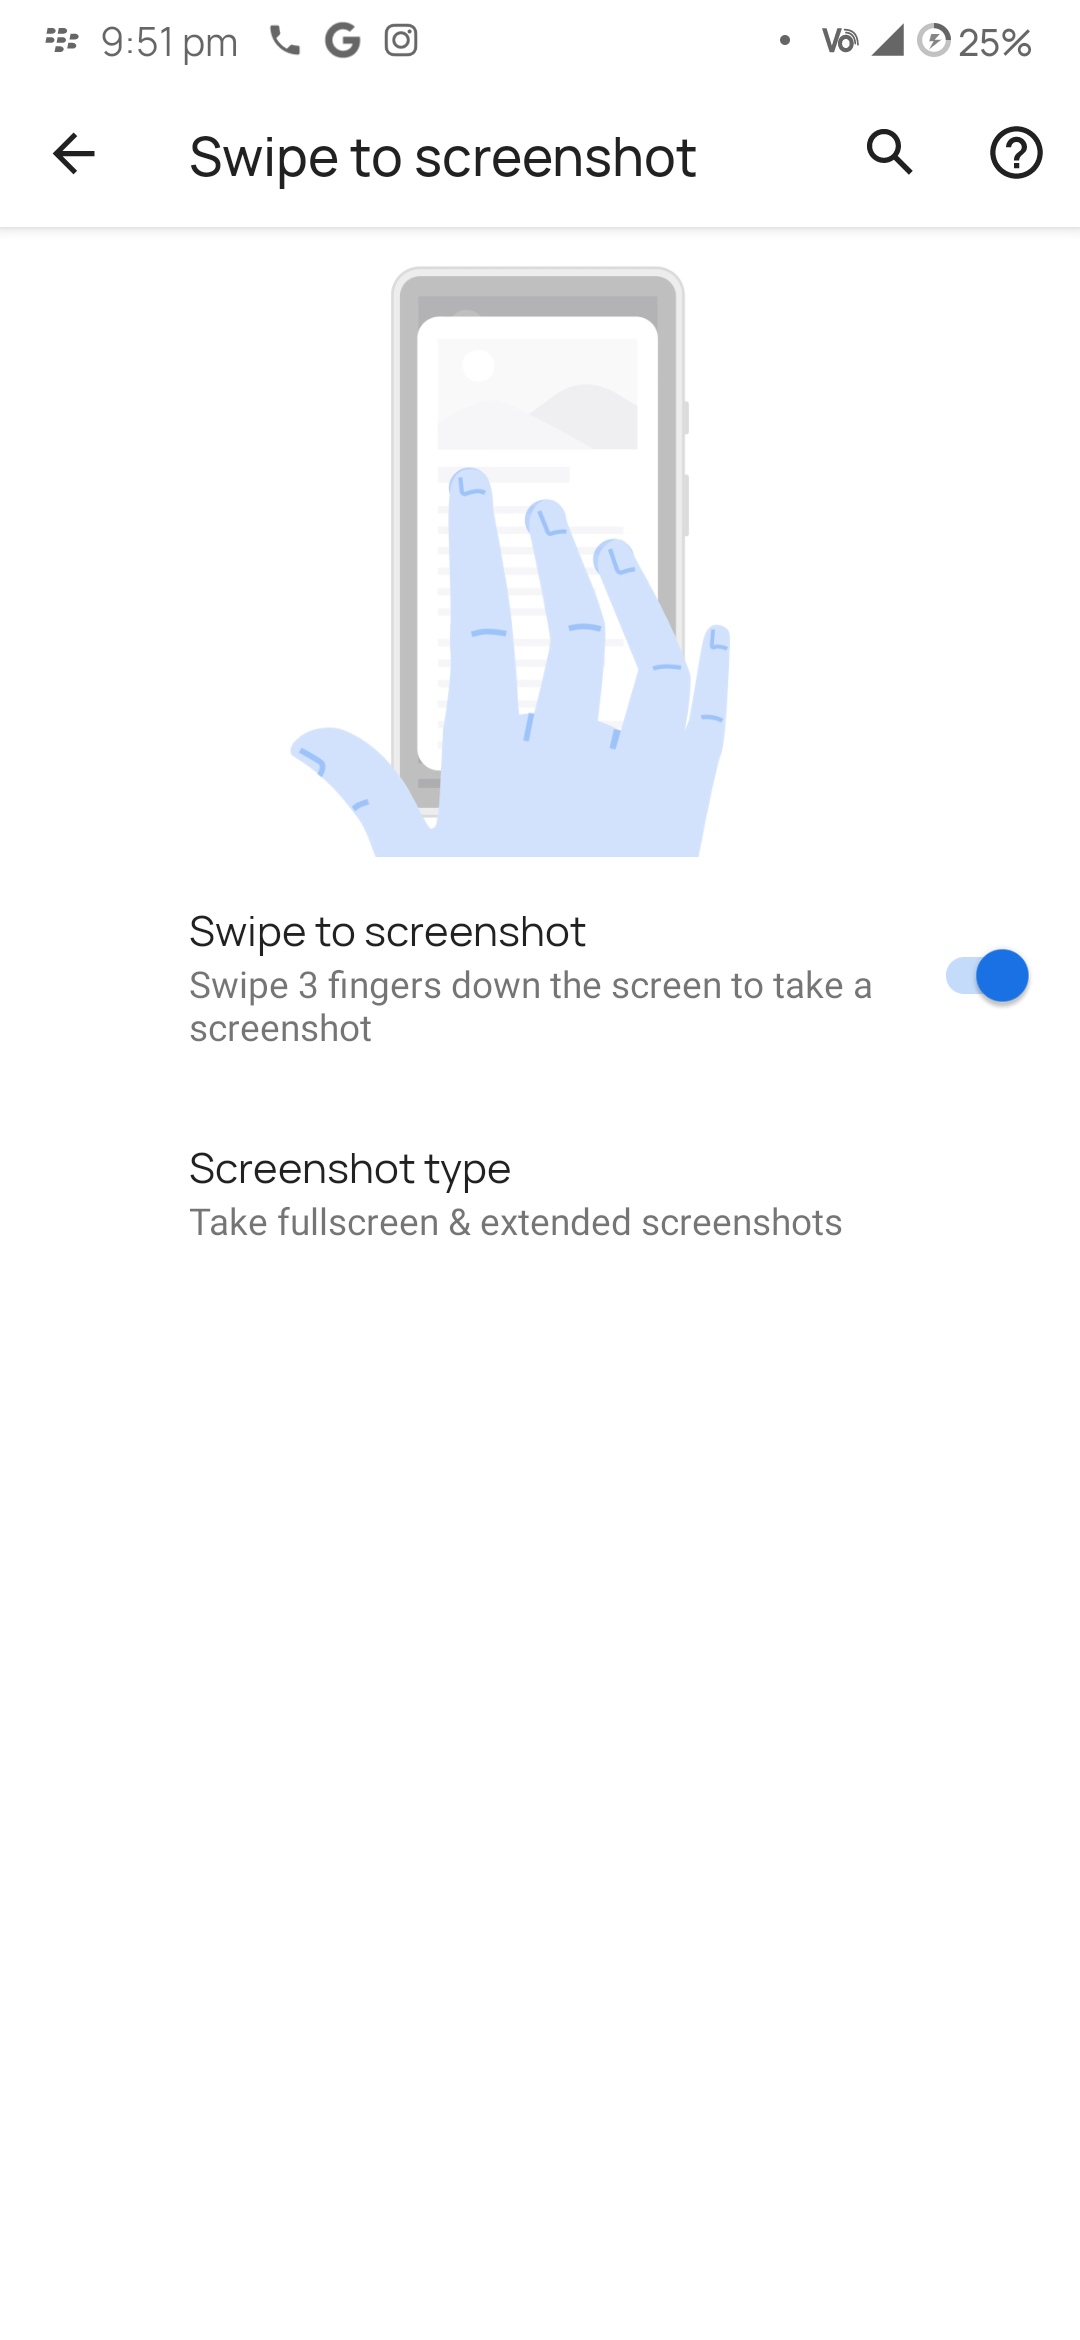 9:51 pm 25%
Swipe to screenshot
Swipe to screenshot
Swipe 3 fingers down the screen to take a
screenshot
Screenshot type
Take fullscreen & extended screenshots